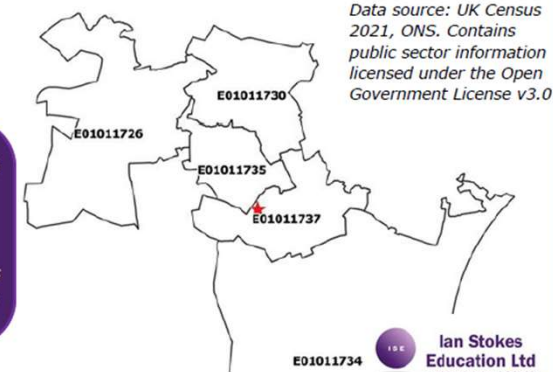 Data source: UK Census
2021, ONS. Contains
public sector information
licensed under the Open
Government License v3.0
E01011730
E01011726
E01011735
E01011737
E01011734
ISE
Ian Stokes
Education Ltd